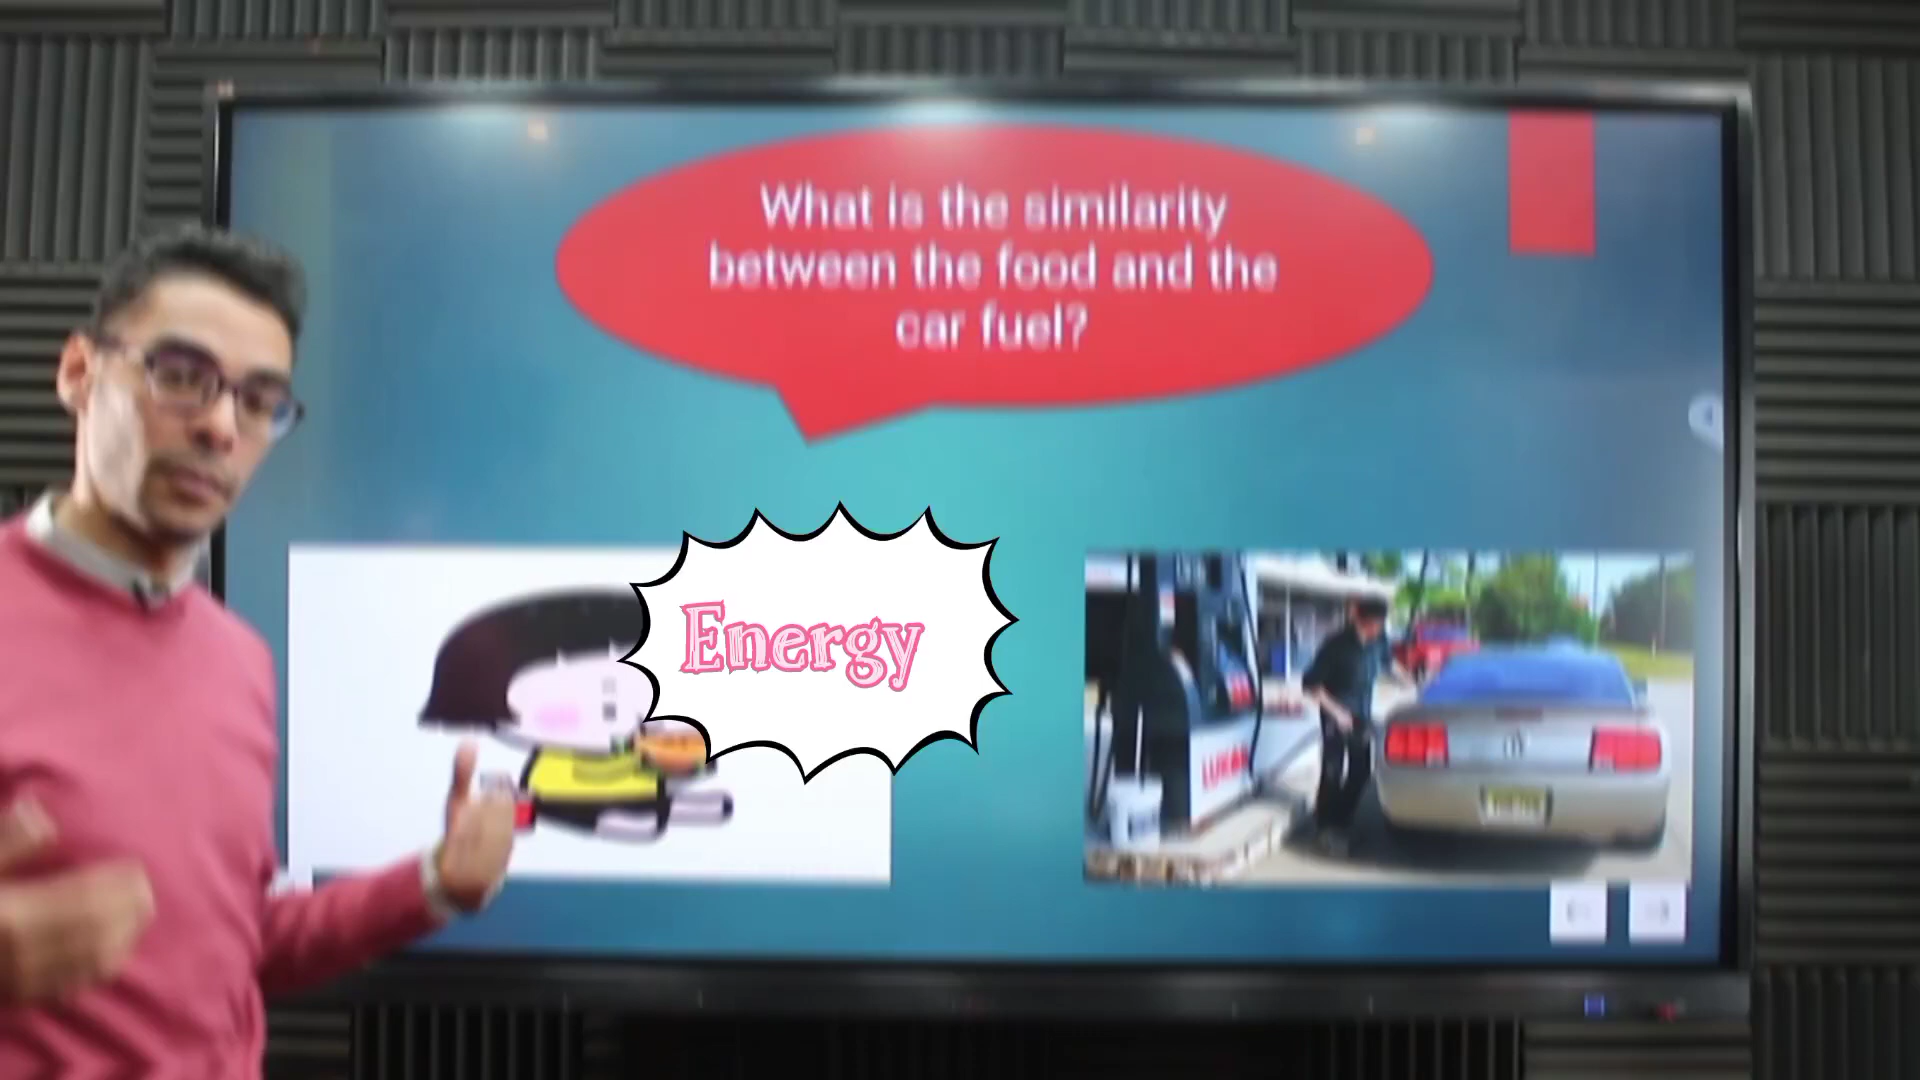 What is the similarity
between the food and the
car fuel?
Energy